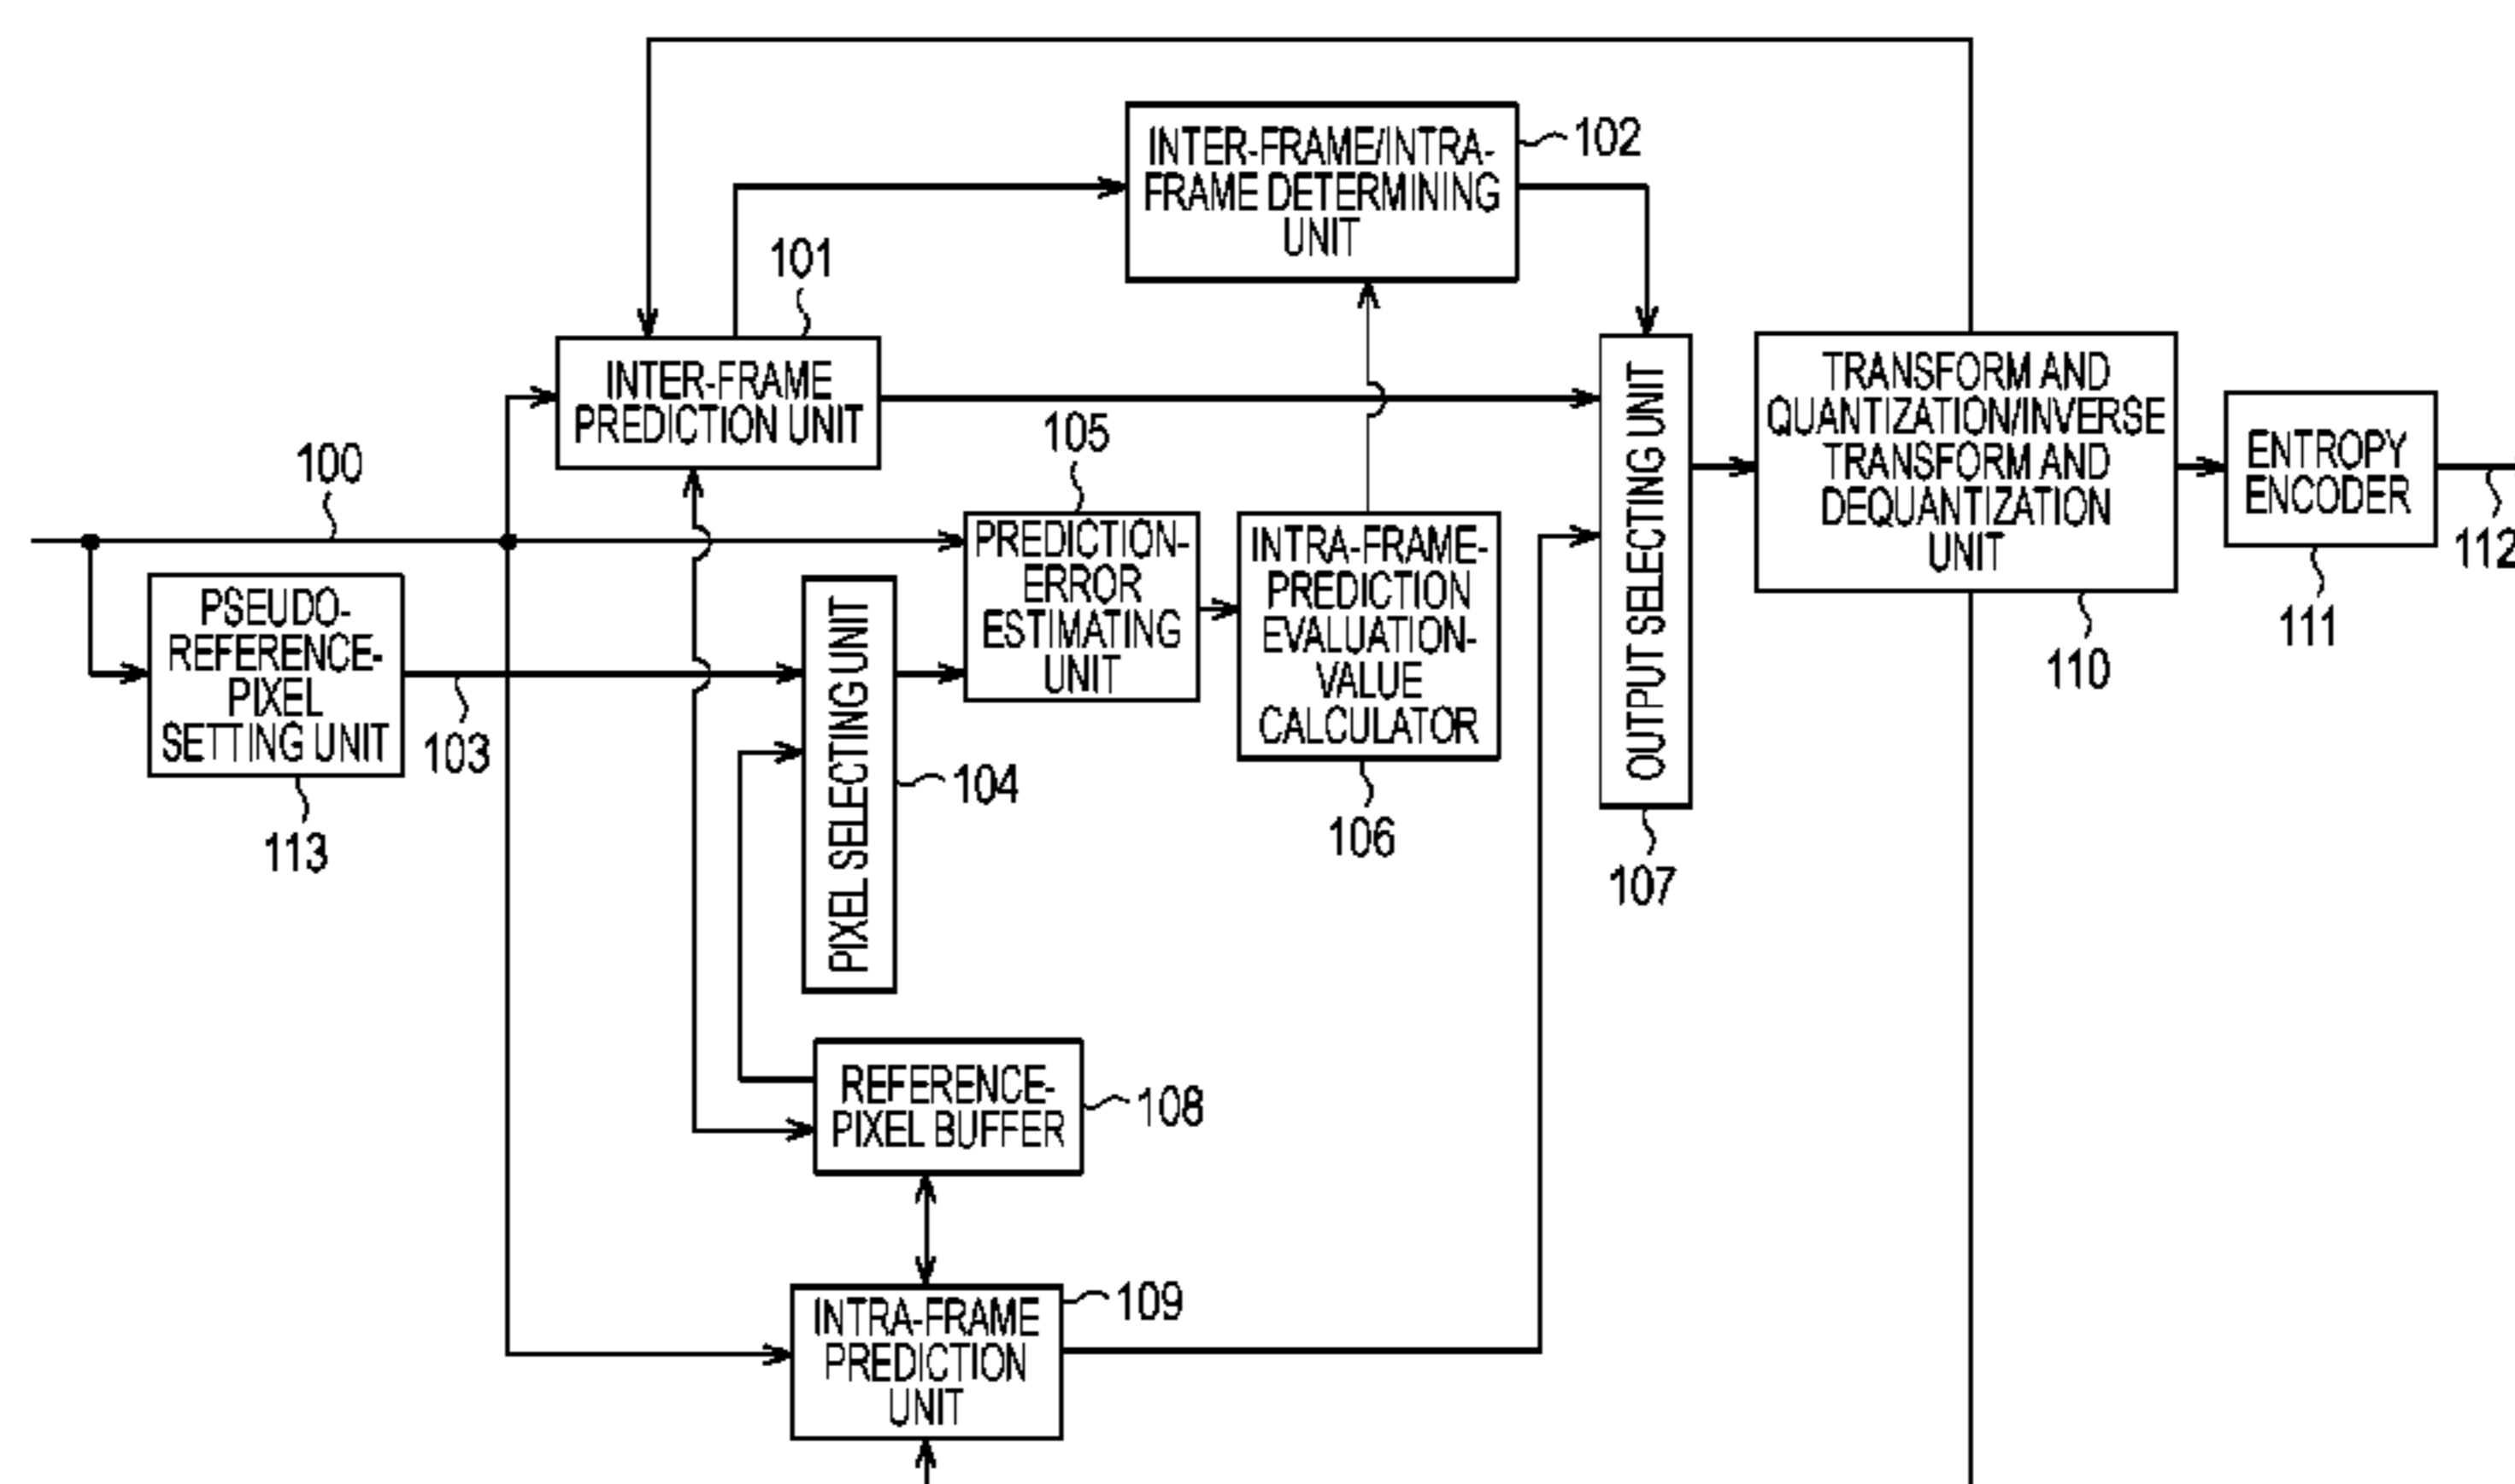 INTER-FRAME/INTRA-
FRAME DETERMINING
UNIT
102
101
INTER-FRAME
PREDICTION UNIT
TRANSFORM AND
QUANTIZATION/INVERSE
TRANSFORM AND
DEQUANTIZATION
UNIT
110
OUTPUT SELECTING UNIT
107
ENTROPY
ENCODER
111
112
100
105
PREDICTION-
ERROR
ESTIMATING
UNIT
INTRA-FRAME-
PREDICTION
EVALUATION-
VALUE
CALCULATOR
106
PSEUDO-
REFERENCE-
PIXEL
SETTING UNIT
113
103
PIXEL SELECTING UNIT
104
REFERENCE-
PIXEL BUFFER
108
INTRA-FRAME
PREDICTION
UNIT
109